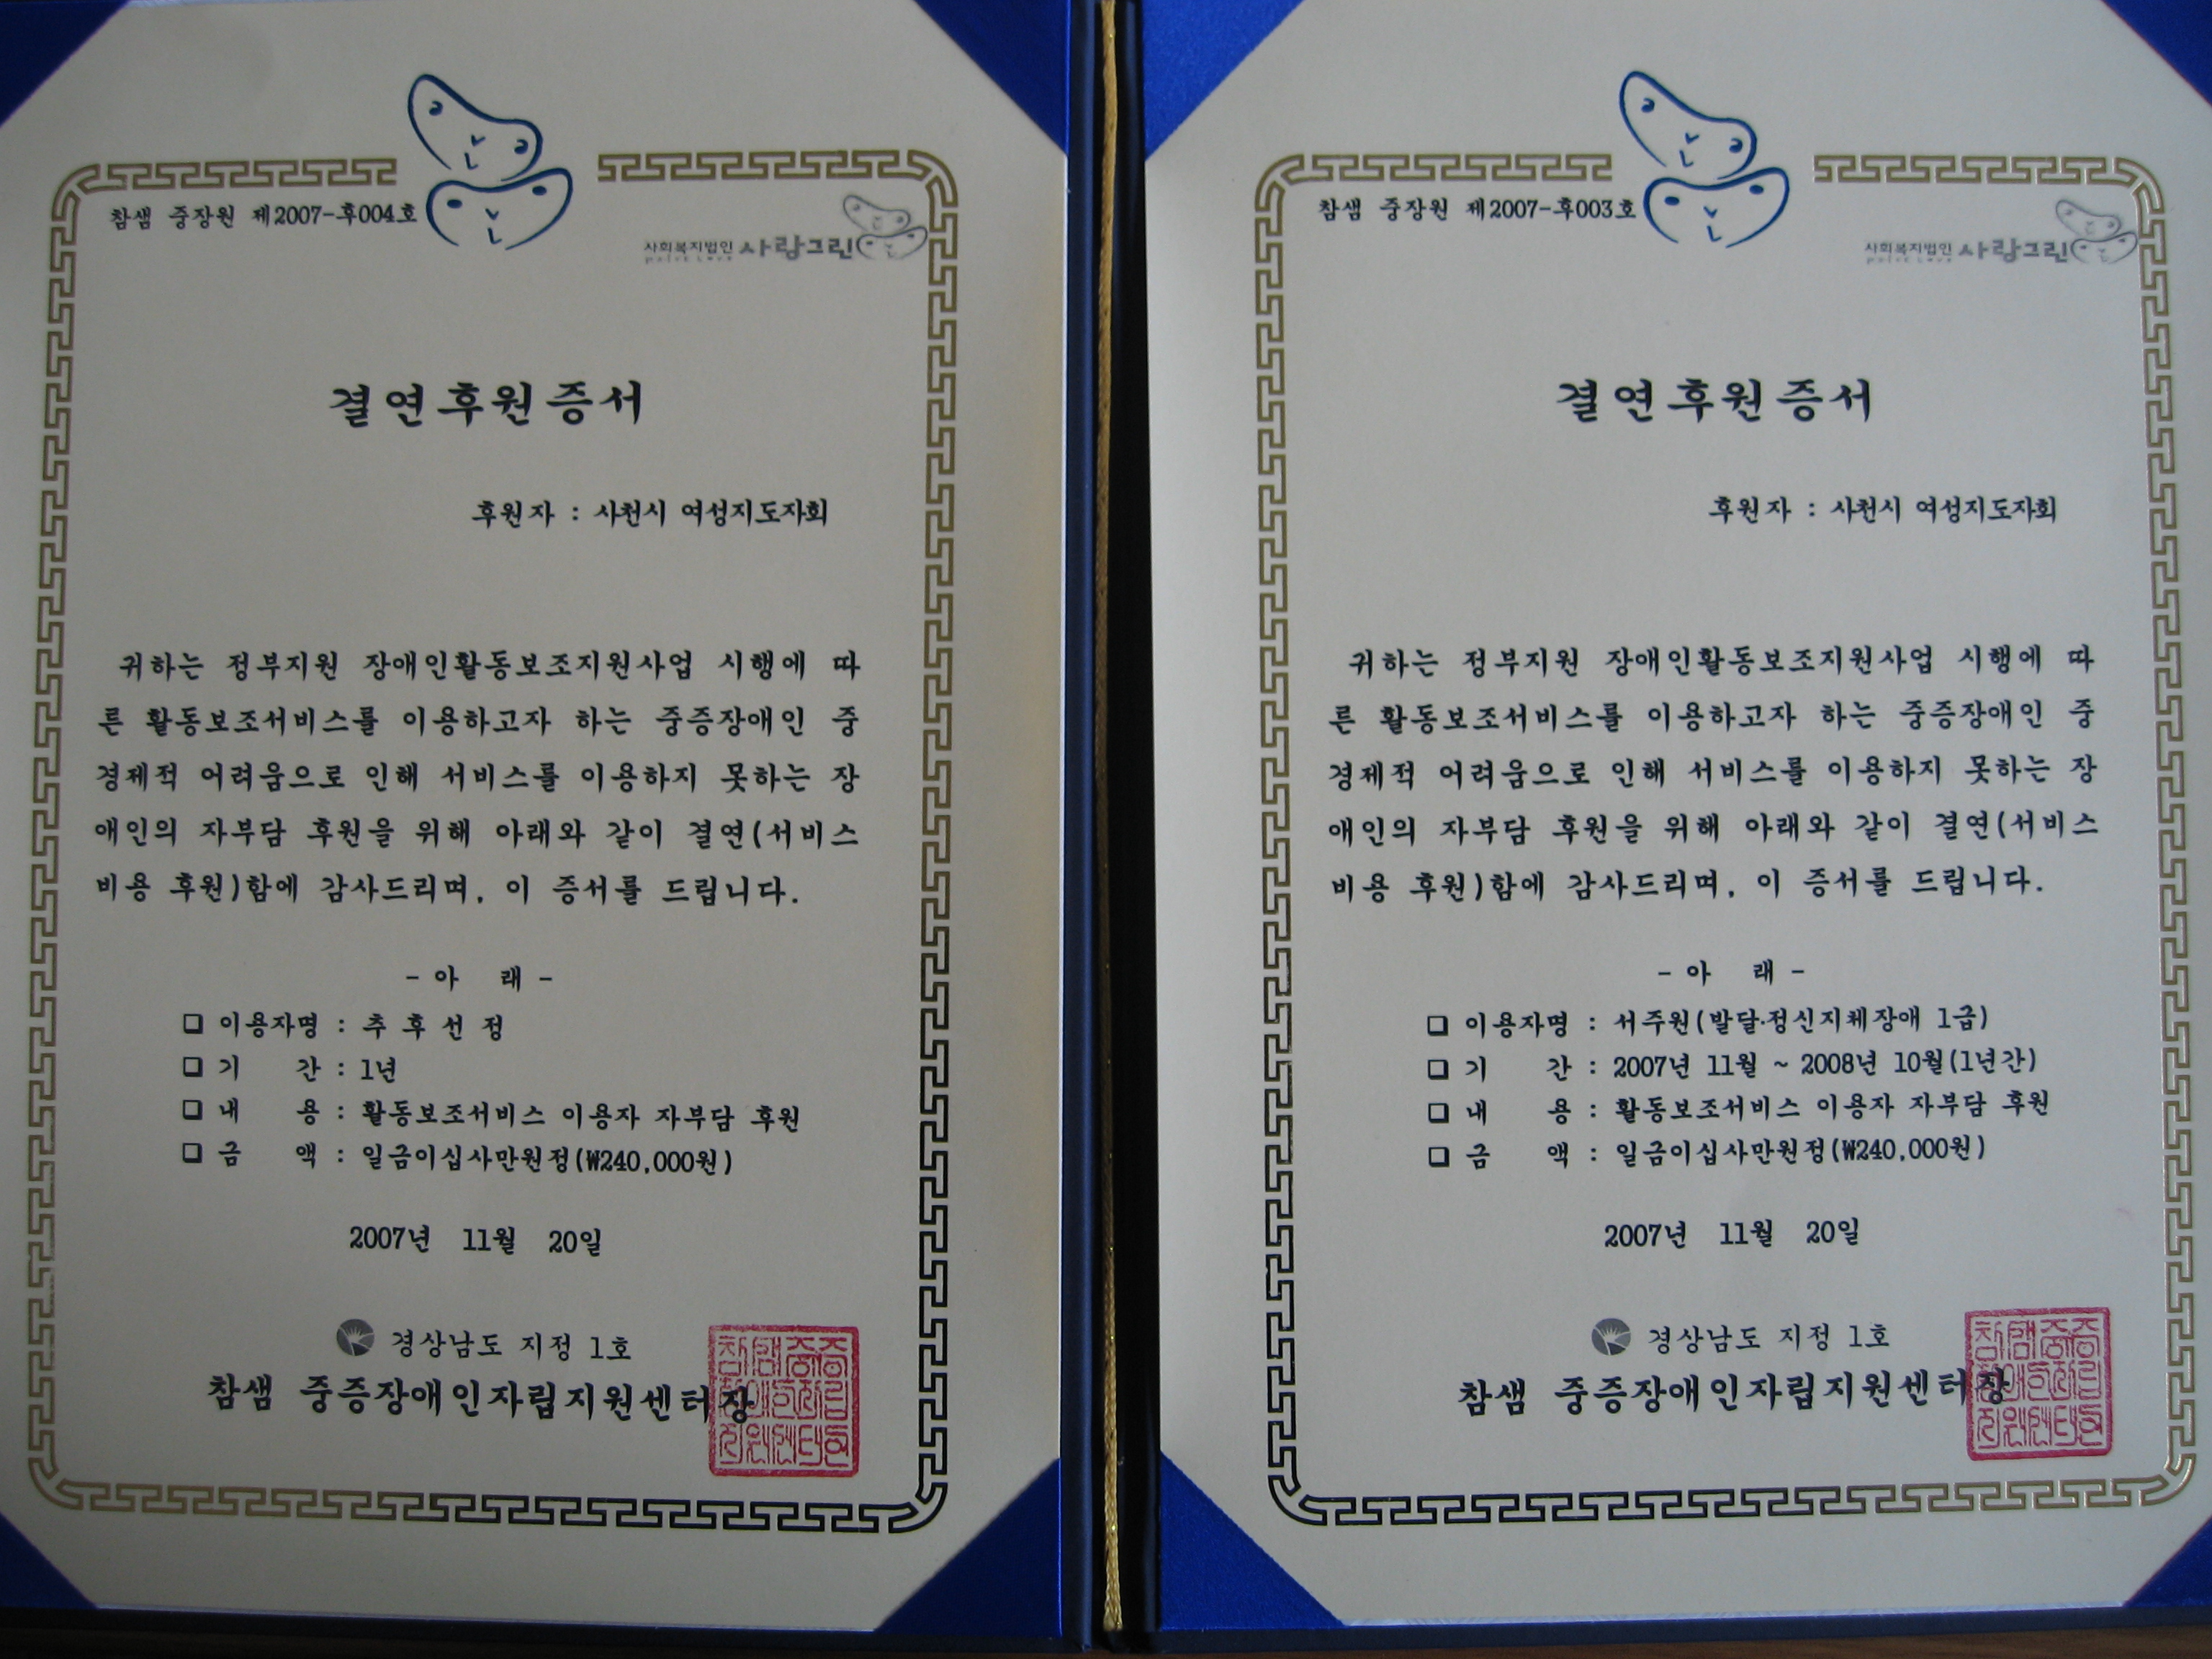 참샘 중장원 제2007-후004호
사회복지법인 사랑그린
결연후원증서
후원자 : 사천시 여성지도자회
귀하는 정부지원 장애인활동보조지원사업 시행에 따
른 활동보조서비스를 이용하고자 하는 중증장애인 중
경제적 어려움으로 인해 서비스를 이용하지 못하는 장
애인의 자부담 후원을 위해 아래와 같이 결연(서비스
비용 후원)함에 감사드리며, 이 증서를 드립니다.
- 아 래 -
❏ 이용자명 : 추 후 선 정
❏ 기 간 : 1년
❏ 내 용 : 활동보조서비스 이용자 자부담 후원
❏ 금 액 : 일금이십사만원정(₩240,000원)
2007년 11월 20일
경상남도 지정 1호
참샘 중증장애인자립지원센터장
참샘 중장원 제2007-후003호
사회복지법인 사랑그린
결연후원증서
후원자 : 사천시 여성지도자회
귀하는 정부지원 장애인활동보조지원사업 시행에 따
른 활동보조서비스를 이용하고자 하는 중증장애인 중
경제적 어려움으로 인해 서비스를 이용하지 못하는 장
애인의 자부담 후원을 위해 아래와 같이 결연(서비스
비용 후원)함에 감사드리며, 이 증서를 드립니다.
- 아 래 -
❏ 이용자명 : 서주원(발달·정신지체장애 1급)
❏ 기 간 : 2007년 11월 ~ 2008년 10월(1년간)
❏ 내 용 : 활동보조서비스 이용자 자부담 후원
❏ 금 액 : 일금이십사만원정(₩240,000원)
2007년 11월 20일
경상남도 지정 1호
참샘 중증장애인자립지원센터장